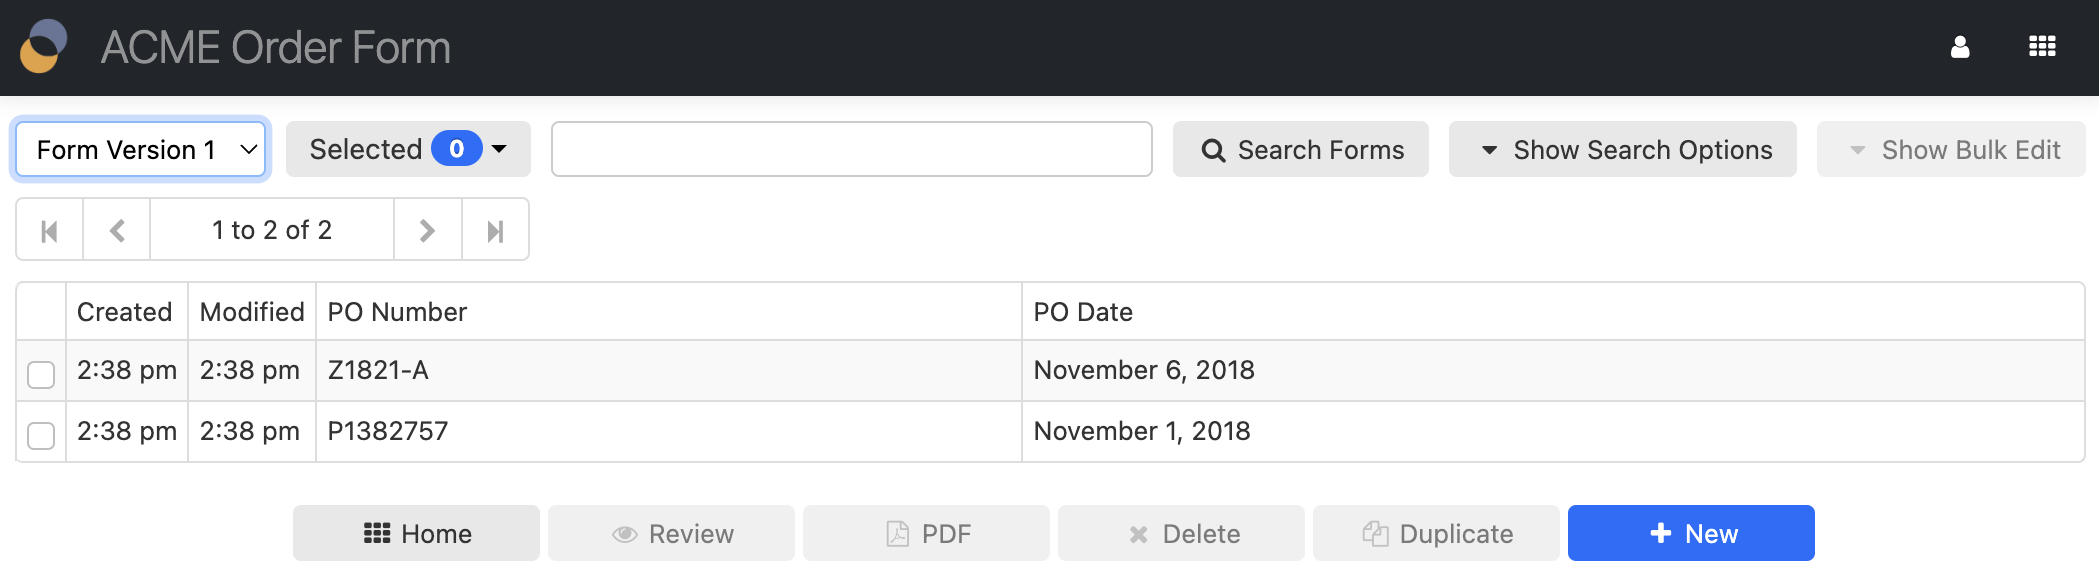 ACME Order Form
Form Version 1 Selected 0 Search Forms Show Search Options Show Bulk Edit
1 to 2 of 2
Created Modified PO Number PO Date
2:38 pm 2:38 pm Z1821-A November 6, 2018
2:38 pm 2:38 pm P1382757 November 1, 2018
Home Review PDF Delete Duplicate New